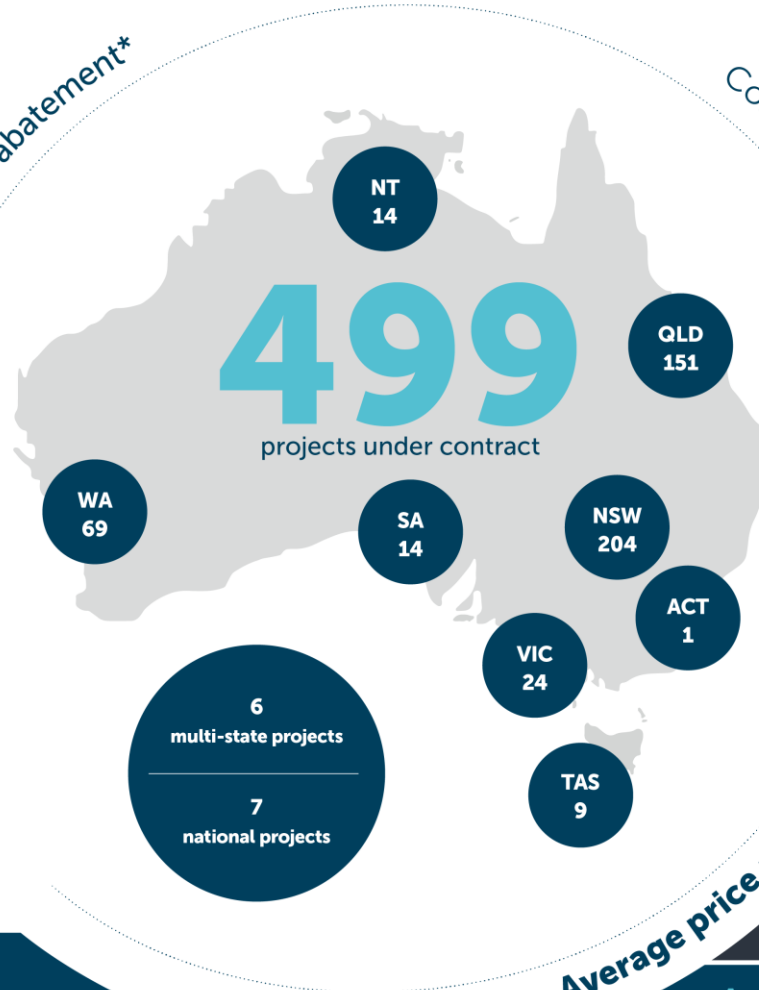 abatement*
Co
NT
14
499
projects under contract
QLD
151
WA
69
SA
14
NSW
204
ACT
1
VIC
24
6
multi-state projects
7
national projects
TAS
9
Average price